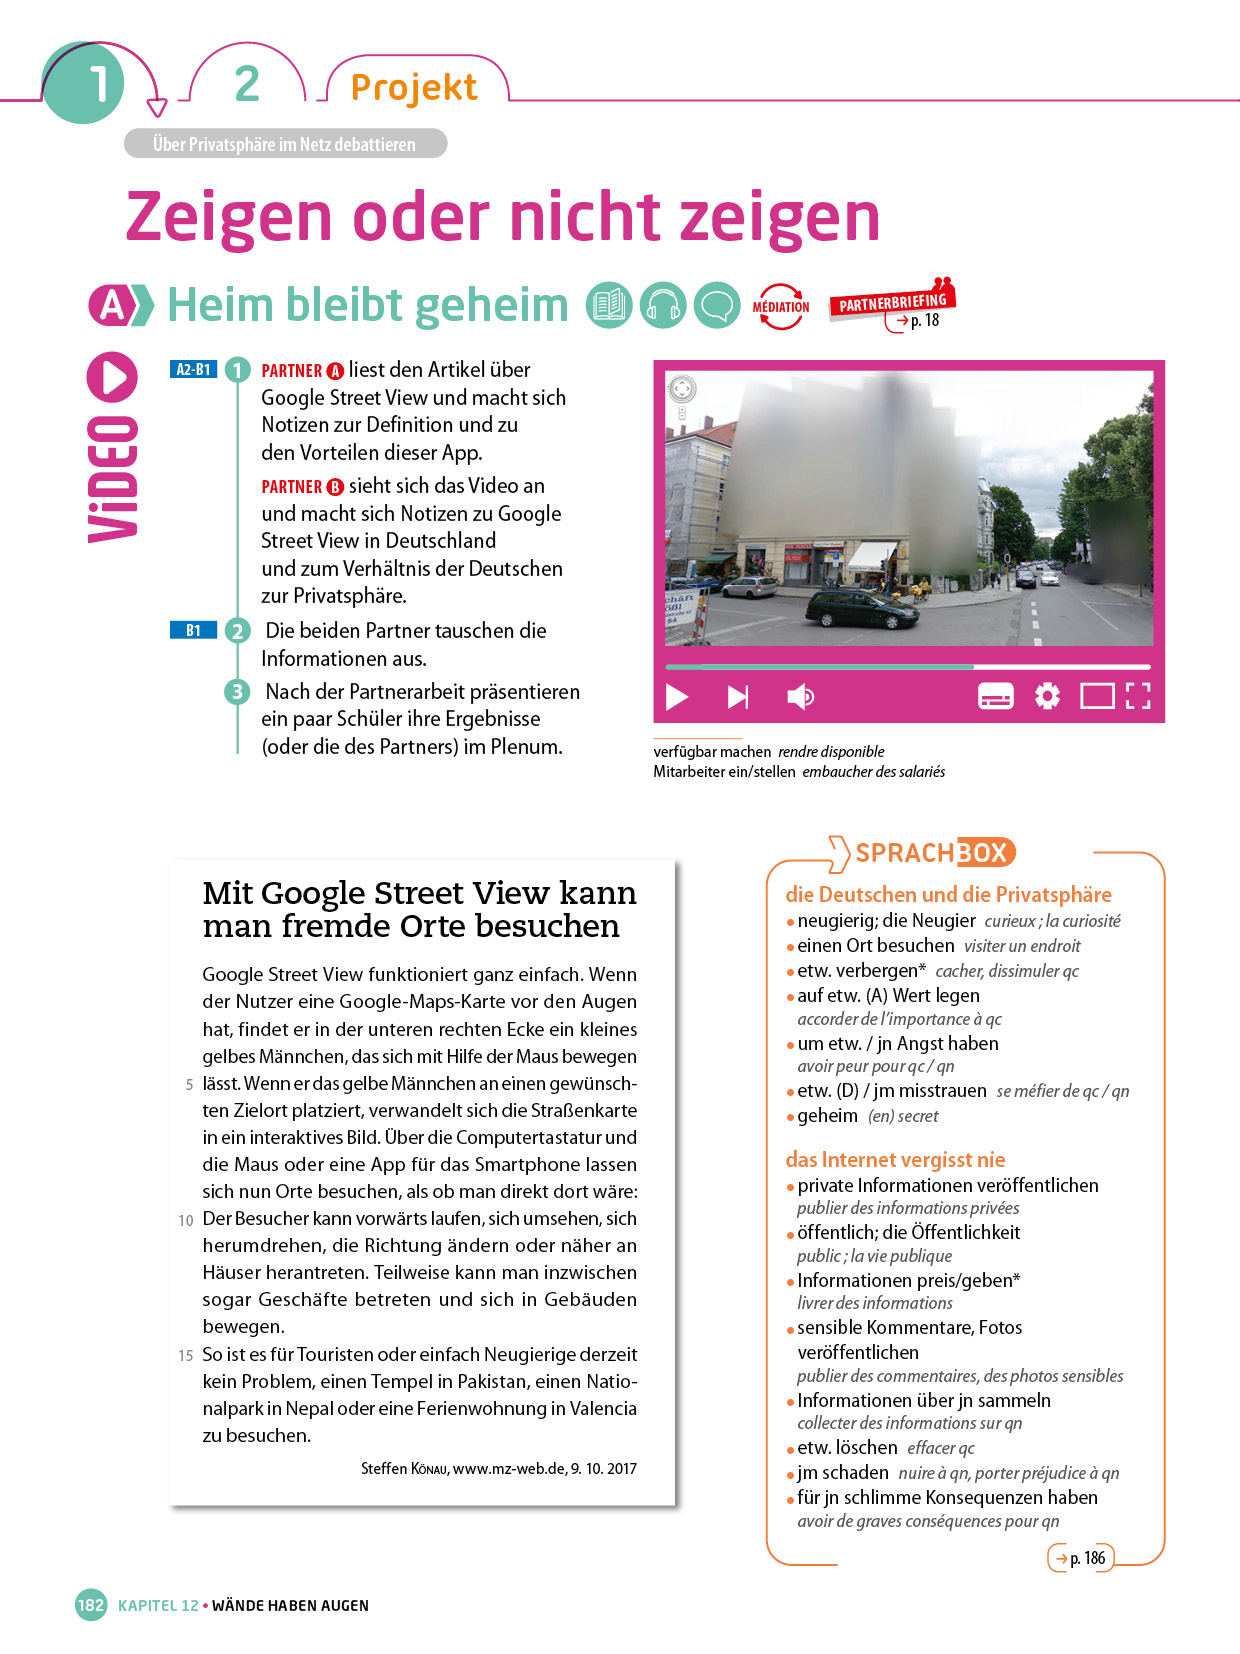 1
2
Projekt
Über Privatsphäre im Netz debattieren
Zeigen oder nicht zeigen
A Heim bleibt geheim
MÉDIATION
PARTNERBRIEFING
→ p. 18
ViDEO
A2-B1
1 PARTNER A liest den Artikel über
Google Street View und macht sich
Notizen zur Definition und zu
den Vorteilen dieser App.
PARTNER B sieht sich das Video an
und macht sich Notizen zu Google
Street View in Deutschland
und zum Verhältnis der Deutschen
zur Privatsphäre.
B1
2 Die beiden Partner tauschen die
Informationen aus.
3 Nach der Partnerarbeit präsentieren
ein paar Schüler ihre Ergebnisse
(oder die des Partners) im Plenum.
verfügbar machen rendre disponible
Mitarbeiter ein/stellen embaucher des salariés
Mit Google Street View kann
man fremde Orte besuchen
Google Street View funktioniert ganz einfach. Wenn
der Nutzer eine Google-Maps-Karte vor den Augen
hat, findet er in der unteren rechten Ecke ein kleines
gelbes Männchen, das sich mit Hilfe der Maus bewegen
5 lässt. Wenn er das gelbe Männchen an einen gewünsch-
ten Zielort platziert, verwandelt sich die Straßenkarte
in ein interaktives Bild. Über die Computertastatur und
die Maus oder eine App für das Smartphone lassen
sich nun Orte besuchen, als ob man direkt dort wäre:
10 Der Besucher kann vorwärts laufen, sich umsehen, sich
herumdrehen, die Richtung ändern oder näher an
Häuser herantreten. Teilweise kann man inzwischen
sogar Geschäfte betreten und sich in Gebäuden
bewegen.
15 So ist es für Touristen oder einfach Neugierige derzeit
kein Problem, einen Tempel in Pakistan, einen Natio-
nalpark in Nepal oder eine Ferienwohnung in Valencia
zu besuchen.
Steffen KÖNAU, www.mz-web.de, 9. 10. 2017
SPRACHBOX
die Deutschen und die Privatsphäre
• neugierig; die Neugier curieux ; la curiosité
• einen Ort besuchen visiter un endroit
• etw. verbergen* cacher, dissimuler qc
• auf etw. (A) Wert legen
accorder de l'importance à qc
• um etw. / jn Angst haben
avoir peur pour qc / qn
• etw. (D) / jm misstrauen se méfier de qc / qn
• geheim (en) secret
das Internet vergisst nie
• private Informationen veröffentlichen
publier des informations privées
• öffentlich; die Öffentlichkeit
public ; la vie publique
• Informationen preis/geben*
livrer des informations
• sensible Kommentare, Fotos
veröffentlichen
publier des commentaires, des photos sensibles
• Informationen über jn sammeln
collecter des informations sur qn
• etw. löschen effacer qc
• jm schaden nuire à qn, porter préjudice à qn
• für jn schlimme Konsequenzen haben
avoir de graves conséquences pour qn
→ p. 186
182 KAPITEL 12 • WÄNDE HABEN AUGEN